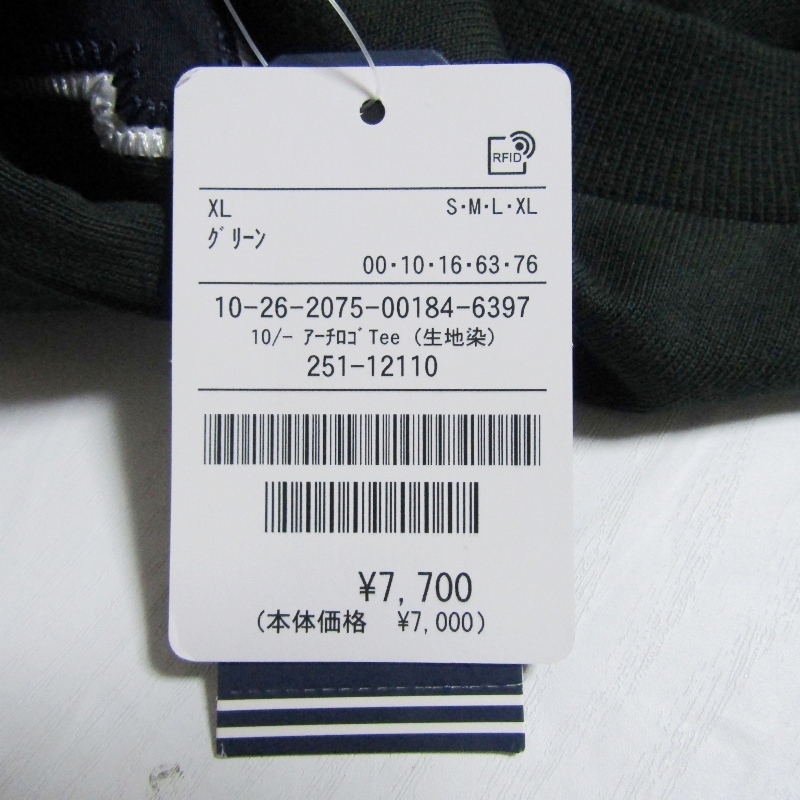 RFID
XL S・M・L・XL
ｸﾞﾘｰﾝ
00・10・16・63・76
10-26-2075-00184-6397
10/- ｱｰﾁﾛｺﾞTee (生地染)
251-12110
¥7,700
(本体価格 ¥7,000)